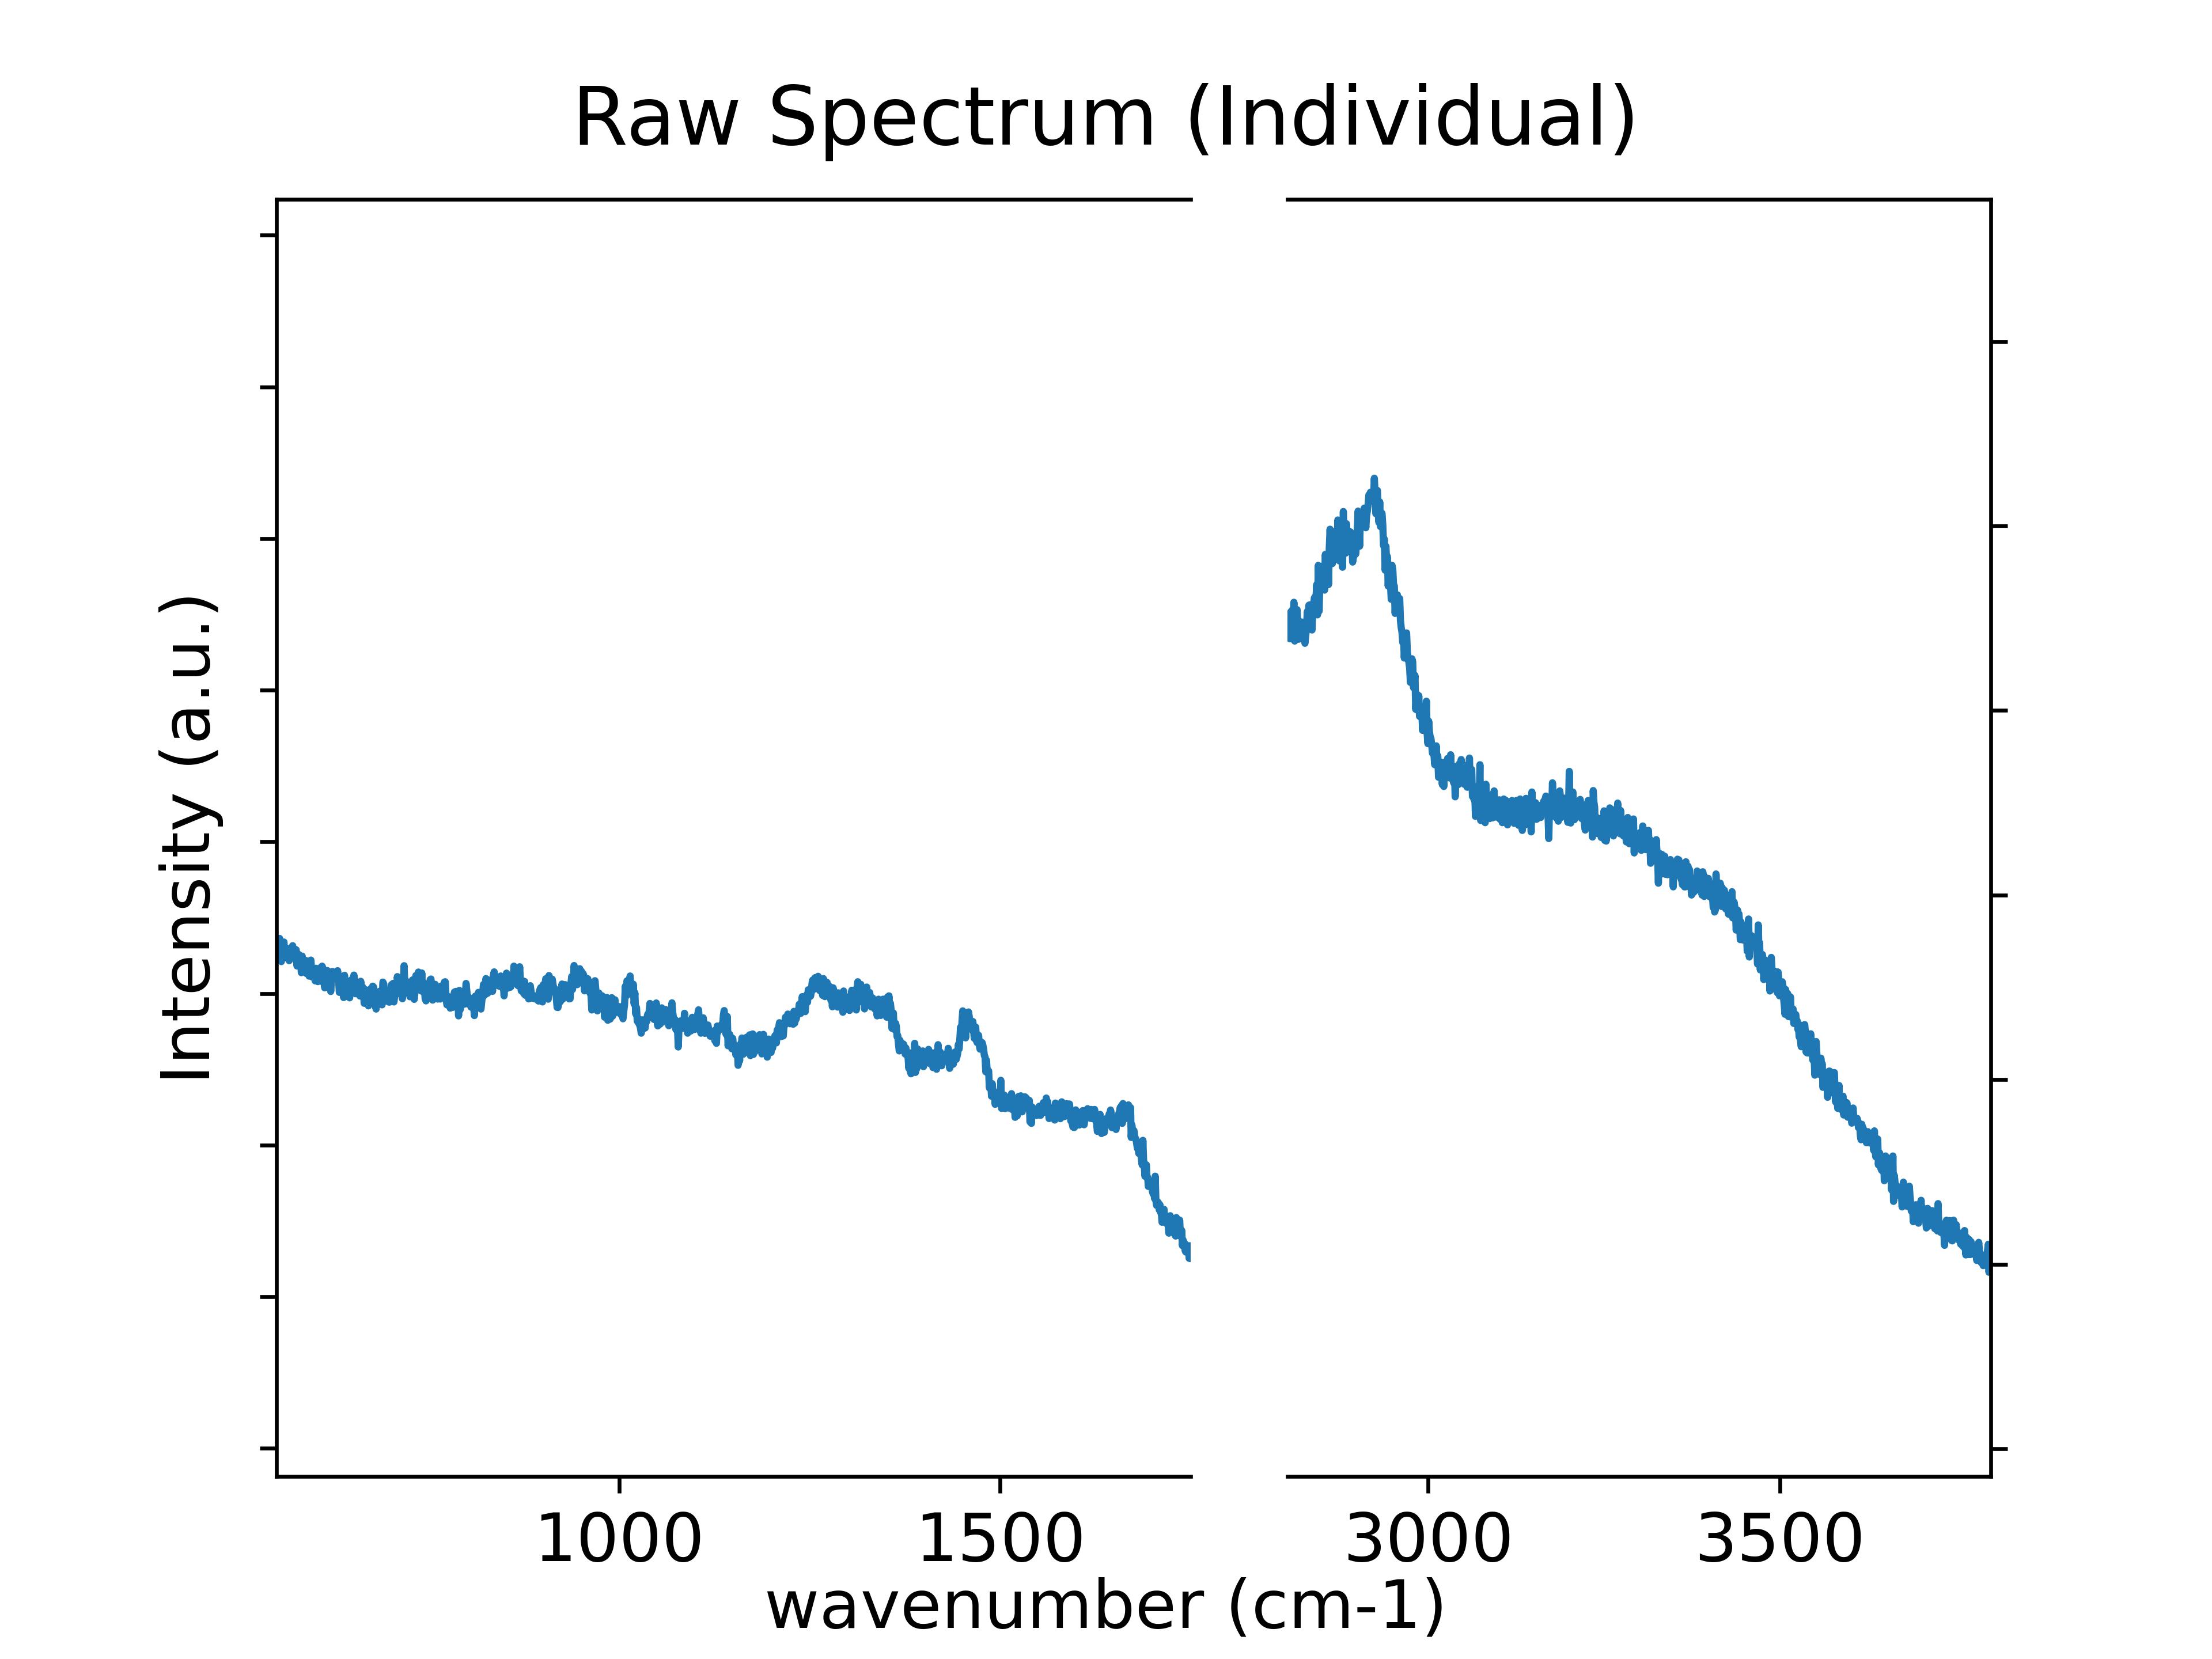 Raw Spectrum (Individual)
Intensity (a.u.)
1000 1500 3000 3500
wavenumber (cm-1)